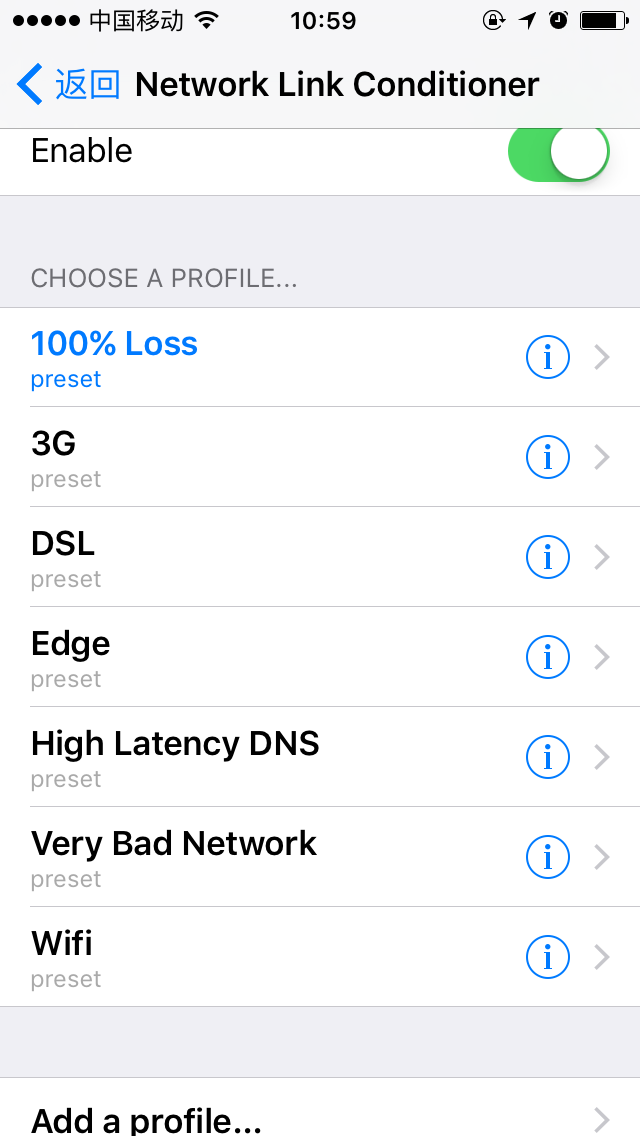 中国移动 10:59
返回 Network Link Conditioner
Enable
CHOOSE A PROFILE...
100% Loss
preset
3G
preset
DSL
preset
Edge
preset
High Latency DNS
preset
Very Bad Network
preset
Wifi
preset
Add a profile...